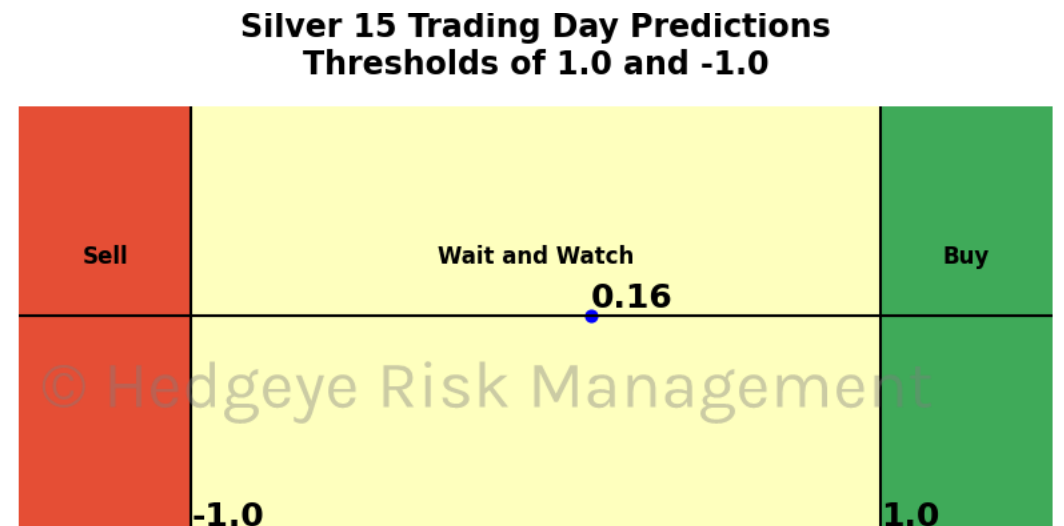 Silver 15 Trading Day Predictions
Thresholds of 1.0 and -1.0
Sell
Wait and Watch
Buy
0.16
© Hedgeye Risk Management
-1.0
1.0